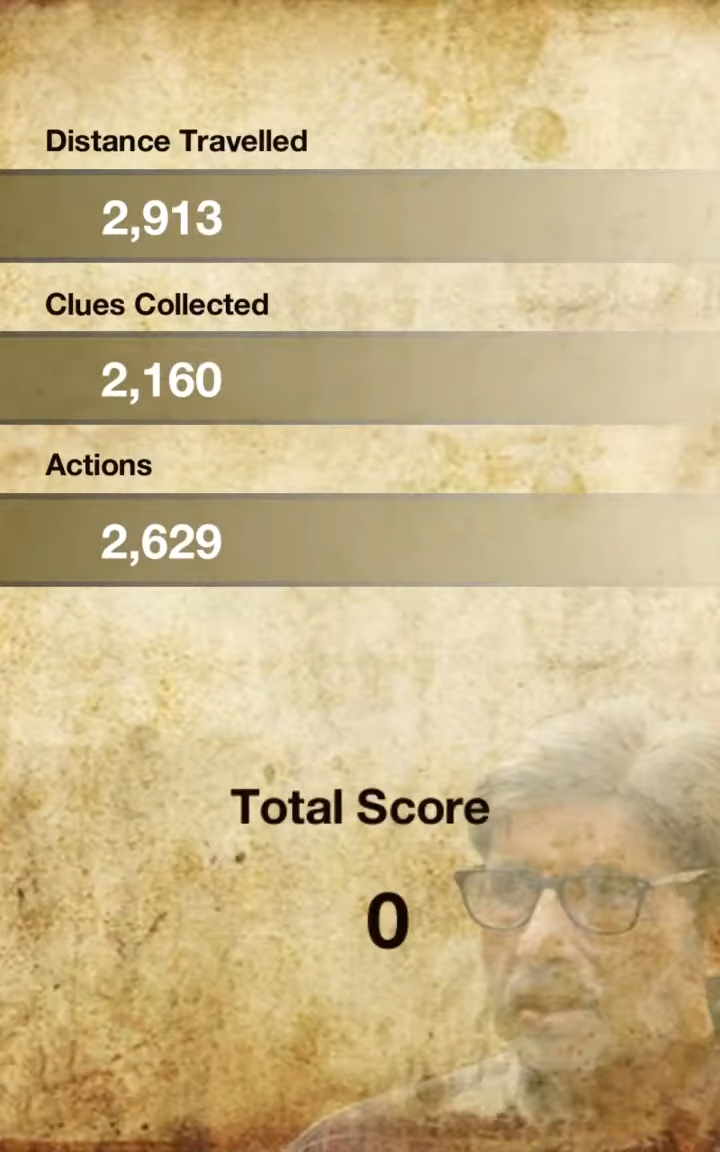 Distance Travelled
2,913
Clues Collected
2,160
Actions
2,629
Total Score
0